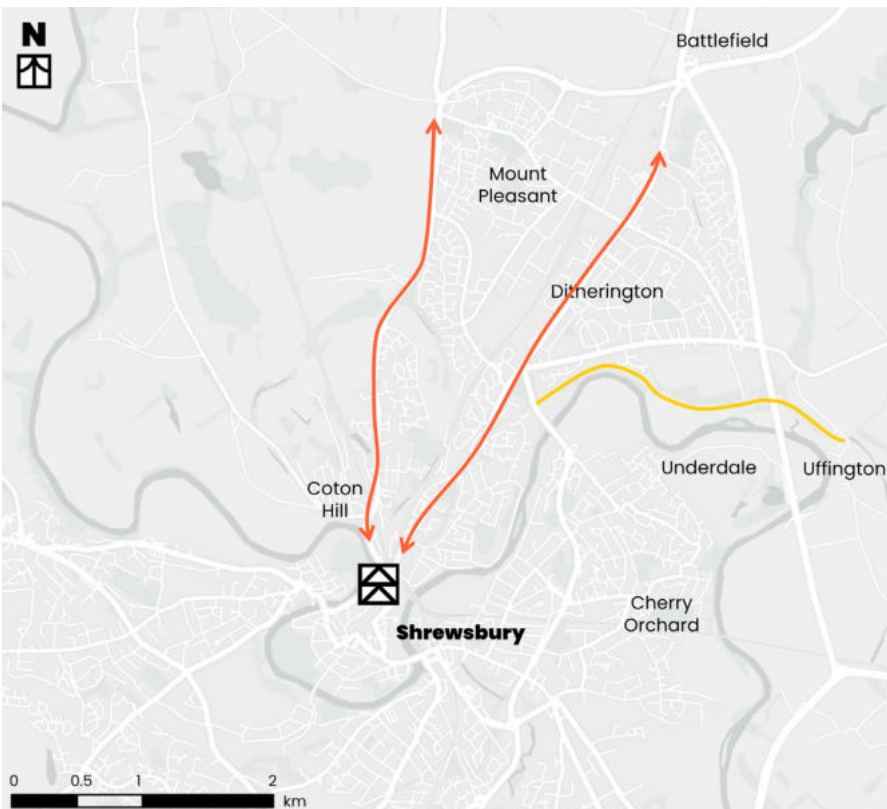 N
Battlefield
Mount
Pleasant
Ditherington
Underdale
Uffington
Coton
Hill
Cherry
Orchard
Shrewsbury
0 0.5 1 2
km